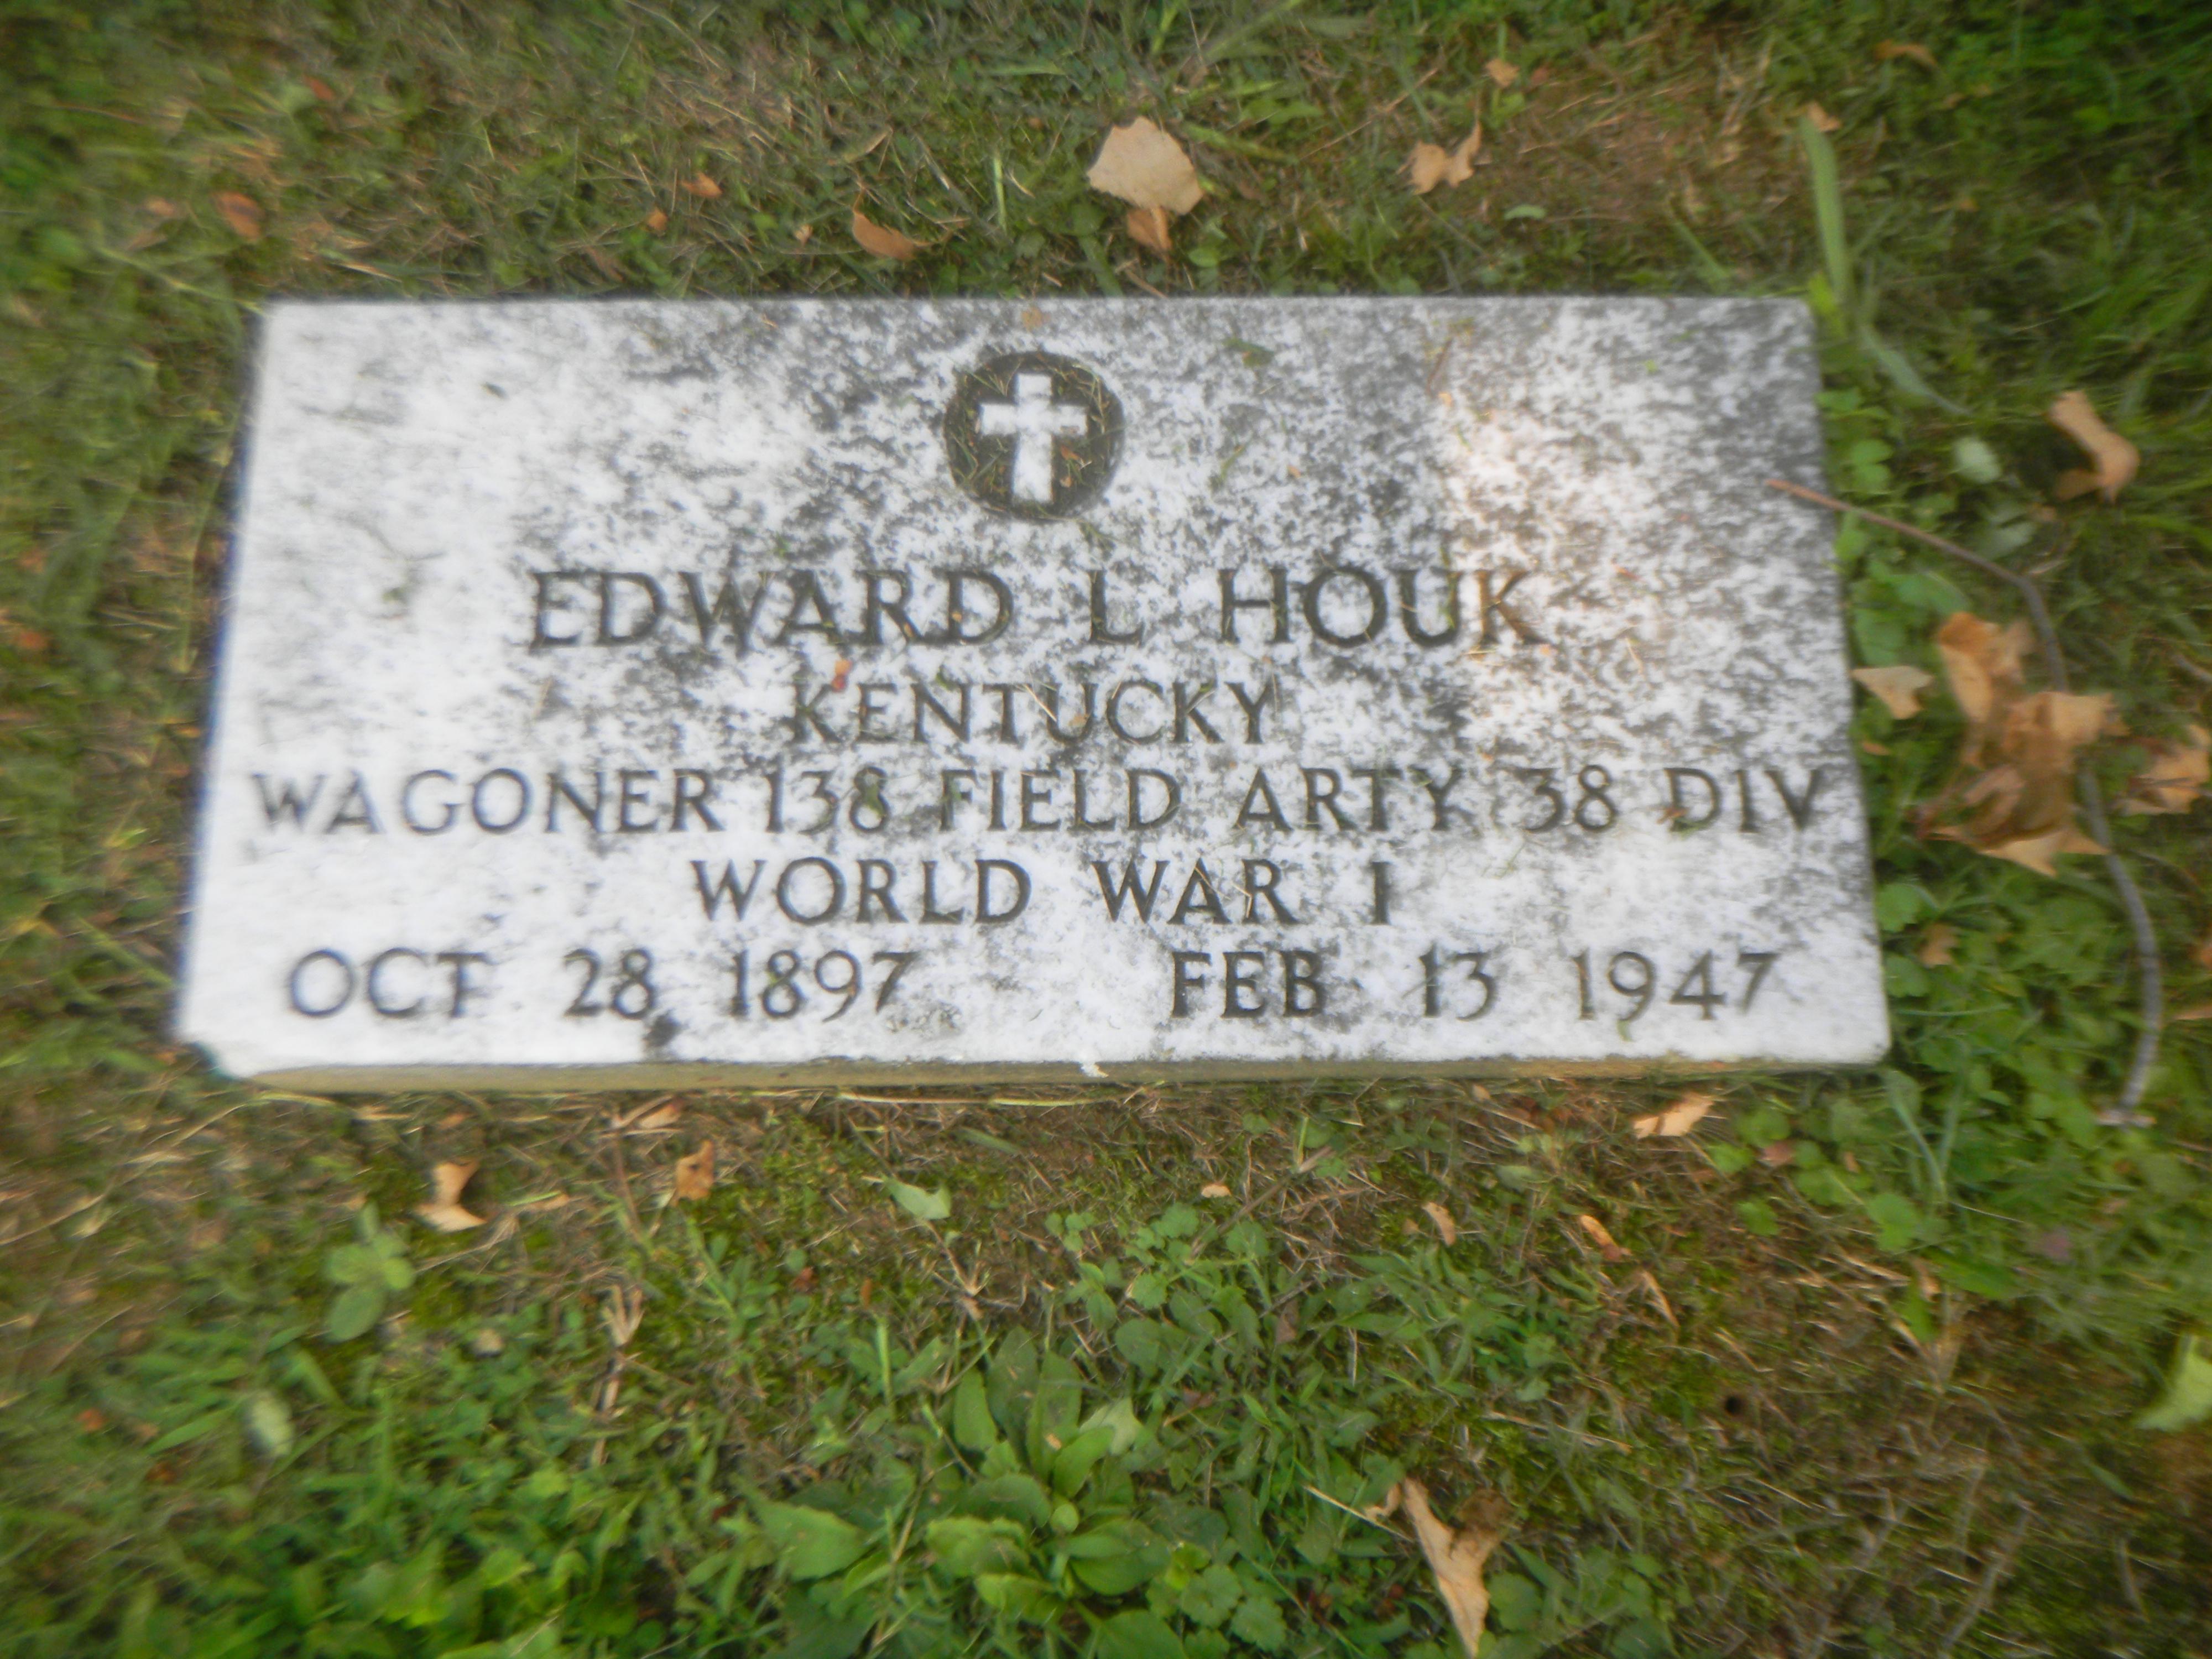 EDWARD L HOUK
KENTUCKY
WAGONER 138 FIELD ARTY 38 DIV
WORLD WAR I
OCT 28 1897 FEB 13 1947